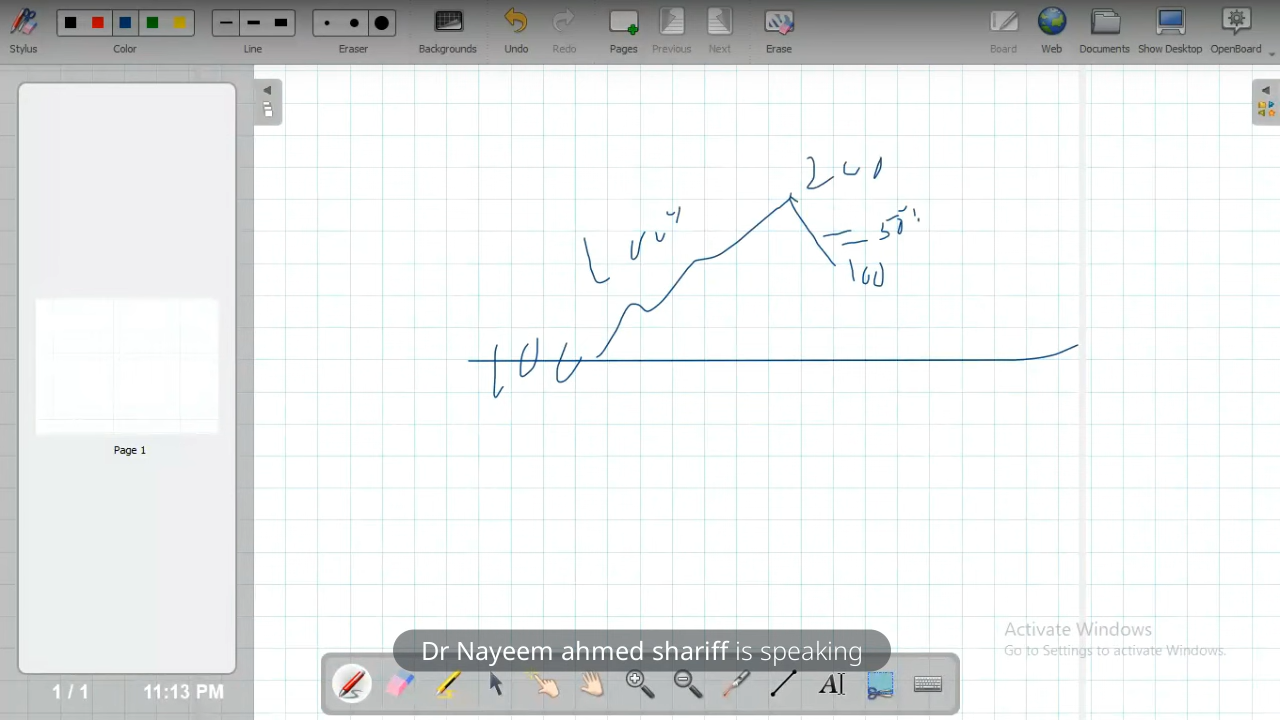 Stylus
Color
Line
Eraser
Backgrounds
Undo
Redo
Pages
Previous
Next
Erase
Board
Web
Documents
Show Desktop
OpenBoard
200
100%
- 50%
100
100
Page 1
Activate Windows
Go to Settings to activate Windows.
Dr Nayeem ahmed shariff is speaking
1 / 1
11:13 PM
AI